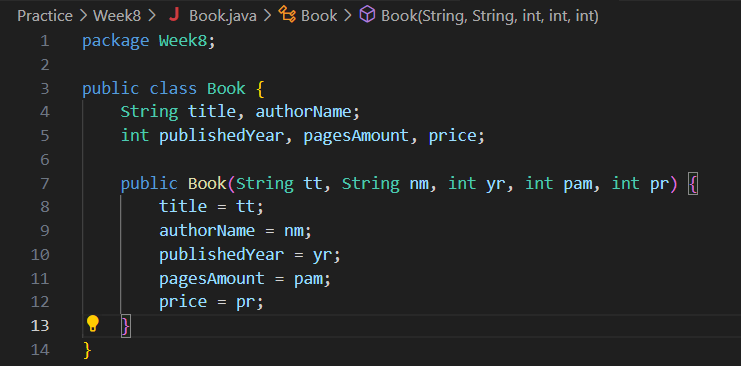 Practice > Week8 > J Book.java > Book > Book(String, String, int, int, int)
1 package Week8;
2
3 public class Book {
4 String title, authorName;
5 int publishedYear, pagesAmount, price;
6
7 public Book(String tt, String nm, int yr, int pam, int pr) {
8 title = tt;
9 authorName = nm;
10 publishedYear = yr;
11 pagesAmount = pam;
12 price = pr;
13 }
14 }